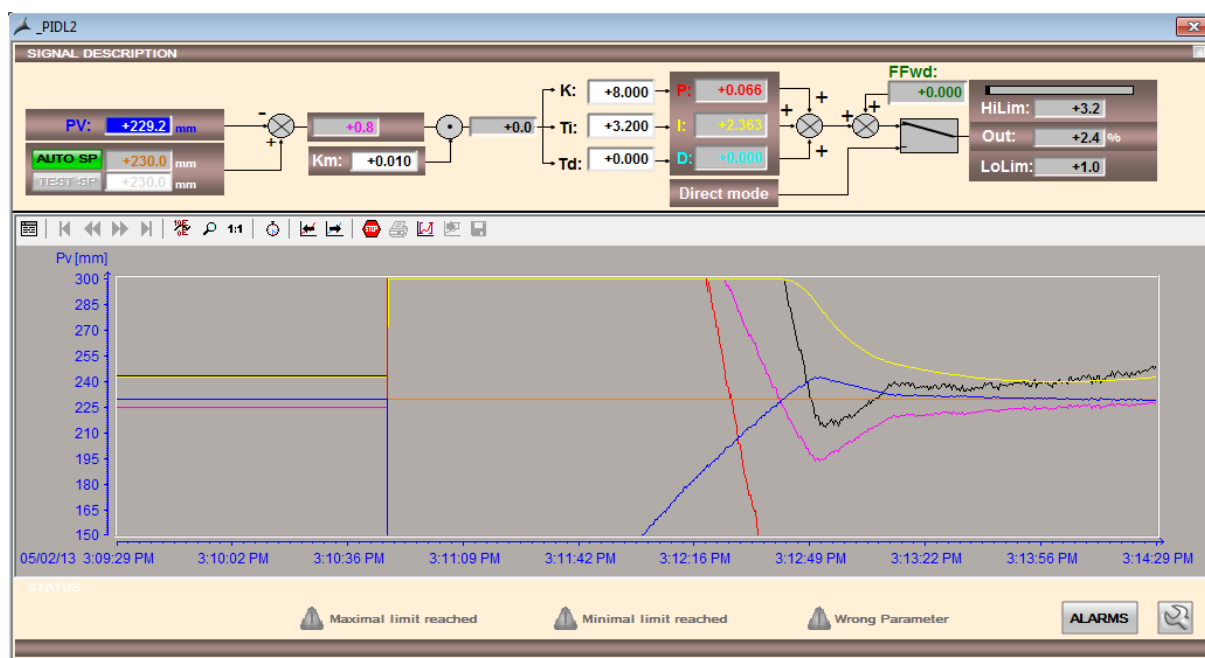 _PIDL2
SIGNAL DESCRIPTION
FFwd:
+0.000
K: +8.000 P: +0.066
HiLim: +3.2
PV: +229.2 mm
+0.8
+0.0
Ti: +3.200 I: +2.363
Out: +2.4 %
AUTO SP +230.0 mm
Km: +0.010
Td: +0.000 D: +0.000
LoLim: +1.0
TEST SP +230.0 mm
Direct mode
1:1
STOP
Pv [mm]
300
285
270
255
240
225
210
195
180
165
150
05/02/13 3:09:29 PM 3:10:02 PM 3:10:36 PM 3:11:09 PM 3:11:42 PM 3:12:16 PM 3:12:49 PM 3:13:22 PM 3:13:56 PM 3:14:29 PM
STATUS
Maximal limit reached Minimal limit reached Wrong Parameter ALARMS